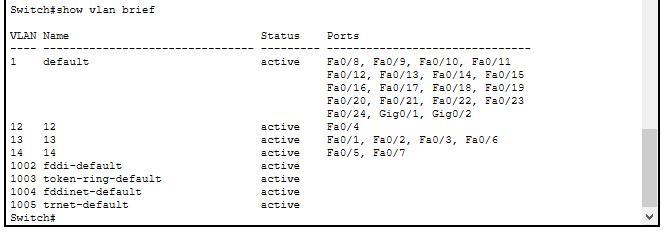 Switch#show vlan brief
VLAN Name                             Status    Ports
---- -------------------------------- --------- -------------------------------
1    default                          active    Fa0/8, Fa0/9, Fa0/10, Fa0/11
                                                Fa0/12, Fa0/13, Fa0/14, Fa0/15
                                                Fa0/16, Fa0/17, Fa0/18, Fa0/19
                                                Fa0/20, Fa0/21, Fa0/22, Fa0/23
                                                Fa0/24, Gig0/1, Gig0/2
12   12                               active    Fa0/4
13   13                               active    Fa0/1, Fa0/2, Fa0/3, Fa0/6
14   14                               active    Fa0/5, Fa0/7
1002 fddi-default                     active
1003 token-ring-default               active
1004 fddinet-default                  active
1005 trnet-default                    active
Switch#